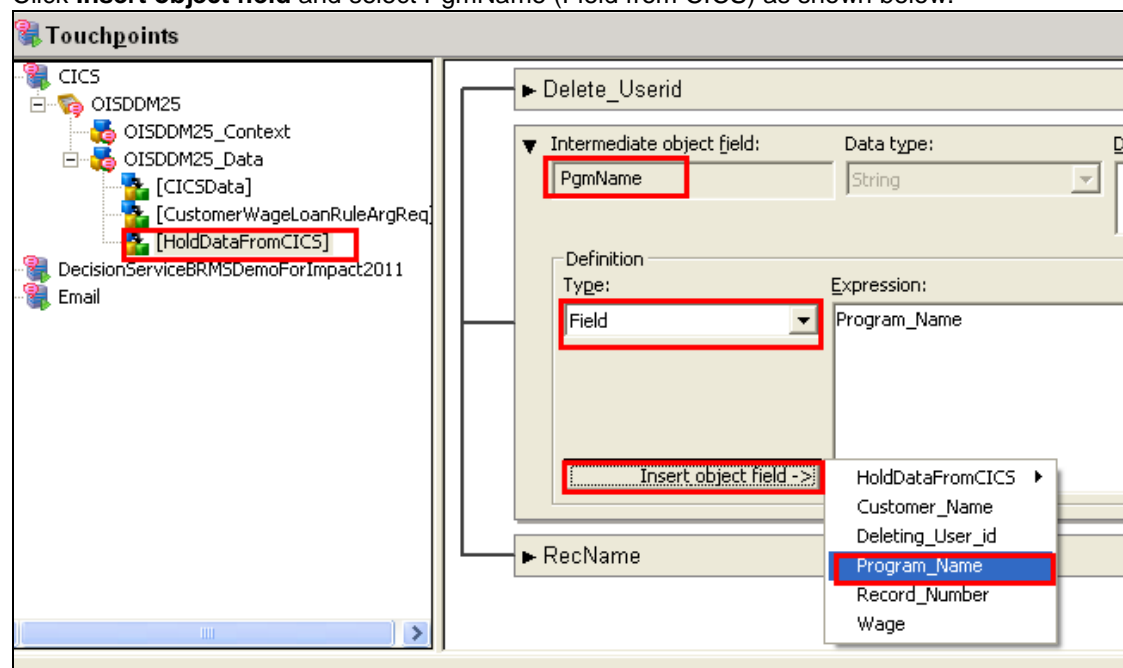 Click Insert object field and select PgmName (Field from CICS) as shown below.
Touchpoints
CICS
OISDDM25
OISDDM25_Context
OISDDM25_Data
[CICSData]
[CustomerWageLoanRuleArgReq]
[HoldDataFromCICS]
DecisionServiceBRMSDemoForImpact2011
Email
Delete_Userid
Intermediate object field:
Data type:
D
PgmName
String
Definition
Type:
Expression:
Field
Program_Name
Insert object field ->
HoldDataFromCICS
Customer_Name
Deleting_User_id
Program_Name
Record_Number
Wage
RecName